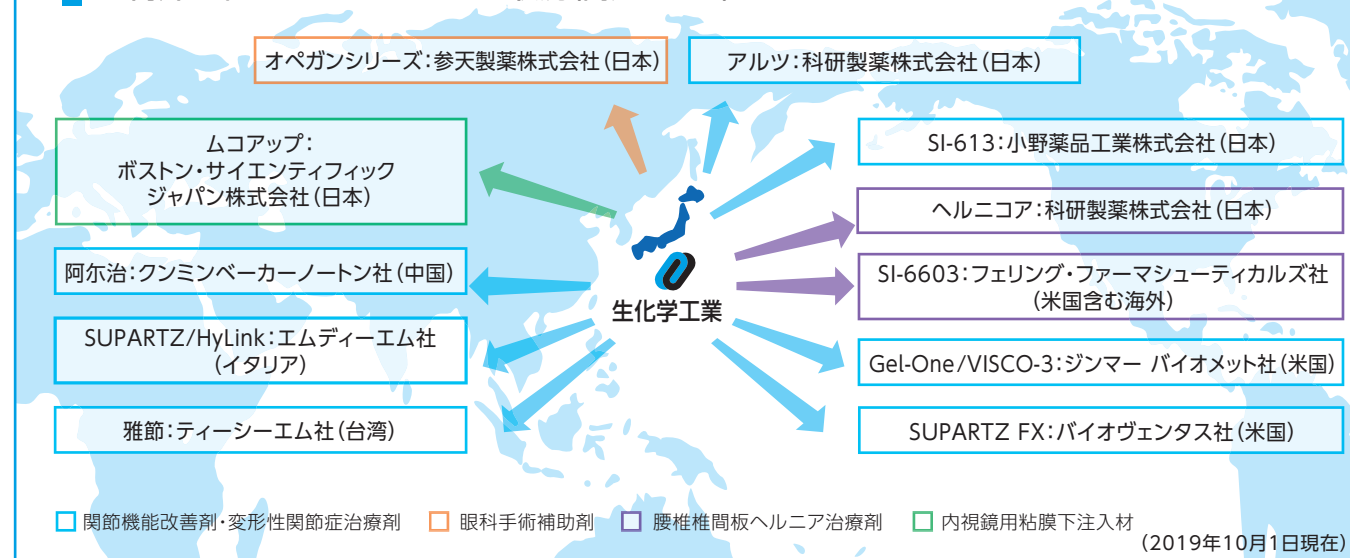 オペガンシリーズ：参天製薬株式会社（日本）
アルツ：科研製薬株式会社（日本）
ムコアップ：
ボストン・サイエンティフィック
ジャパン株式会社（日本）
SI-613：小野薬品工業株式会社（日本）
ヘルニコア：科研製薬株式会社（日本）
阿尓治：クンミンベーカーノートン社（中国）
SI-6603：フェリング・ファーマシューティカルズ社
（米国含む海外）
生化学工業
SUPARTZ/HyLink：エムディーエム社
（イタリア）
Gel-One/VISCO-3：ジンマー バイオメット社（米国）
雅節：ティーシーエム社（台湾）
SUPARTZ FX：バイオヴェンタス社（米国）
関節機能改善剤・変形性関節症治療剤
眼科手術補助剤
腰椎椎間板ヘルニア治療剤
内視鏡用粘膜下注入材
（2019年10月1日現在）